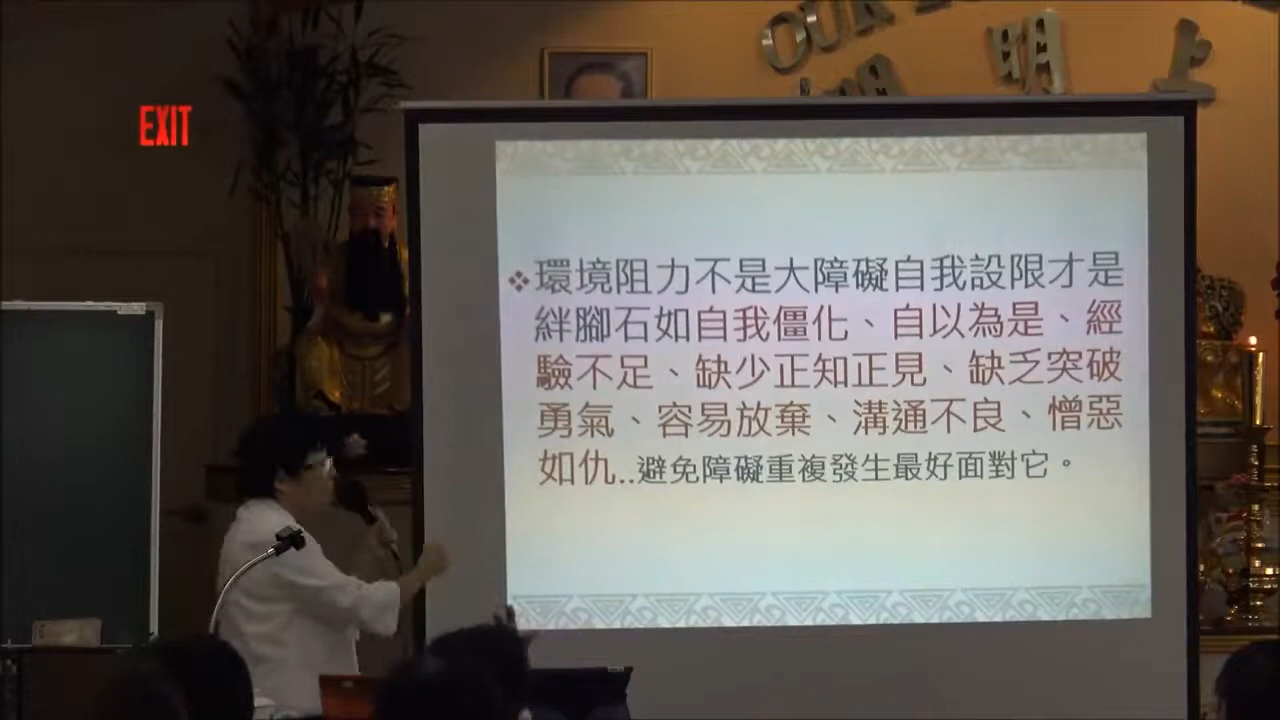 OUR
明 上
EXIT
環境阻力不是大障礙自我設限才是
絆腳石如自我僵化、自以為是、經
驗不足、缺少正知正見、缺乏突破
勇氣、容易放棄、溝通不良、憎惡
如仇..避免障礙重複發生最好面對它。